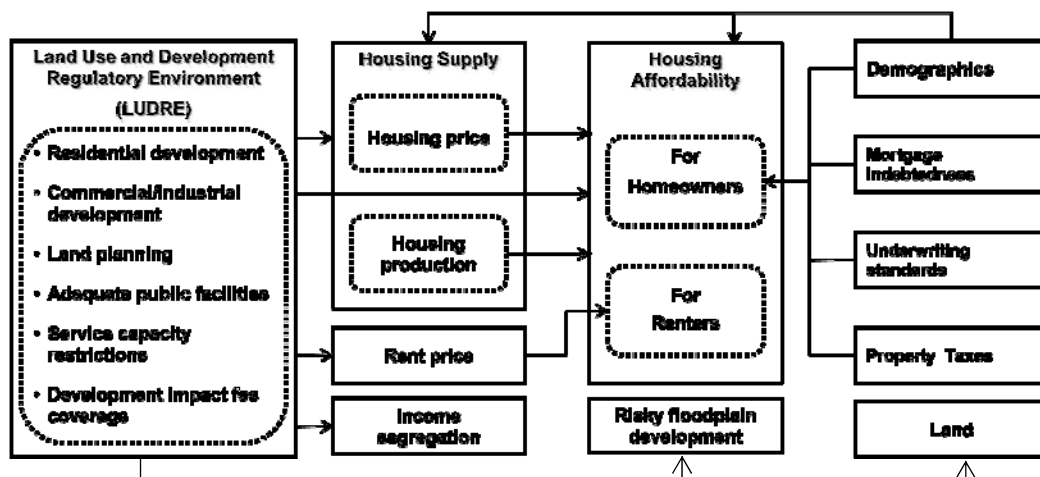 Land Use and Development
Regulatory Environment
(LUDRE)
• Residential development
• Commercial/industrial
development
• Land planning
• Adequate public facilities
• Service capacity
restrictions
• Development impact fee
coverage
Housing Supply
Housing price
Housing
production
Rent price
Income
segregation
Housing
Affordability
For
Homeowners
For
Renters
Risky floodplain
development
Demographics
Mortgage
indebtedness
Underwriting
standards
Property Taxes
Land